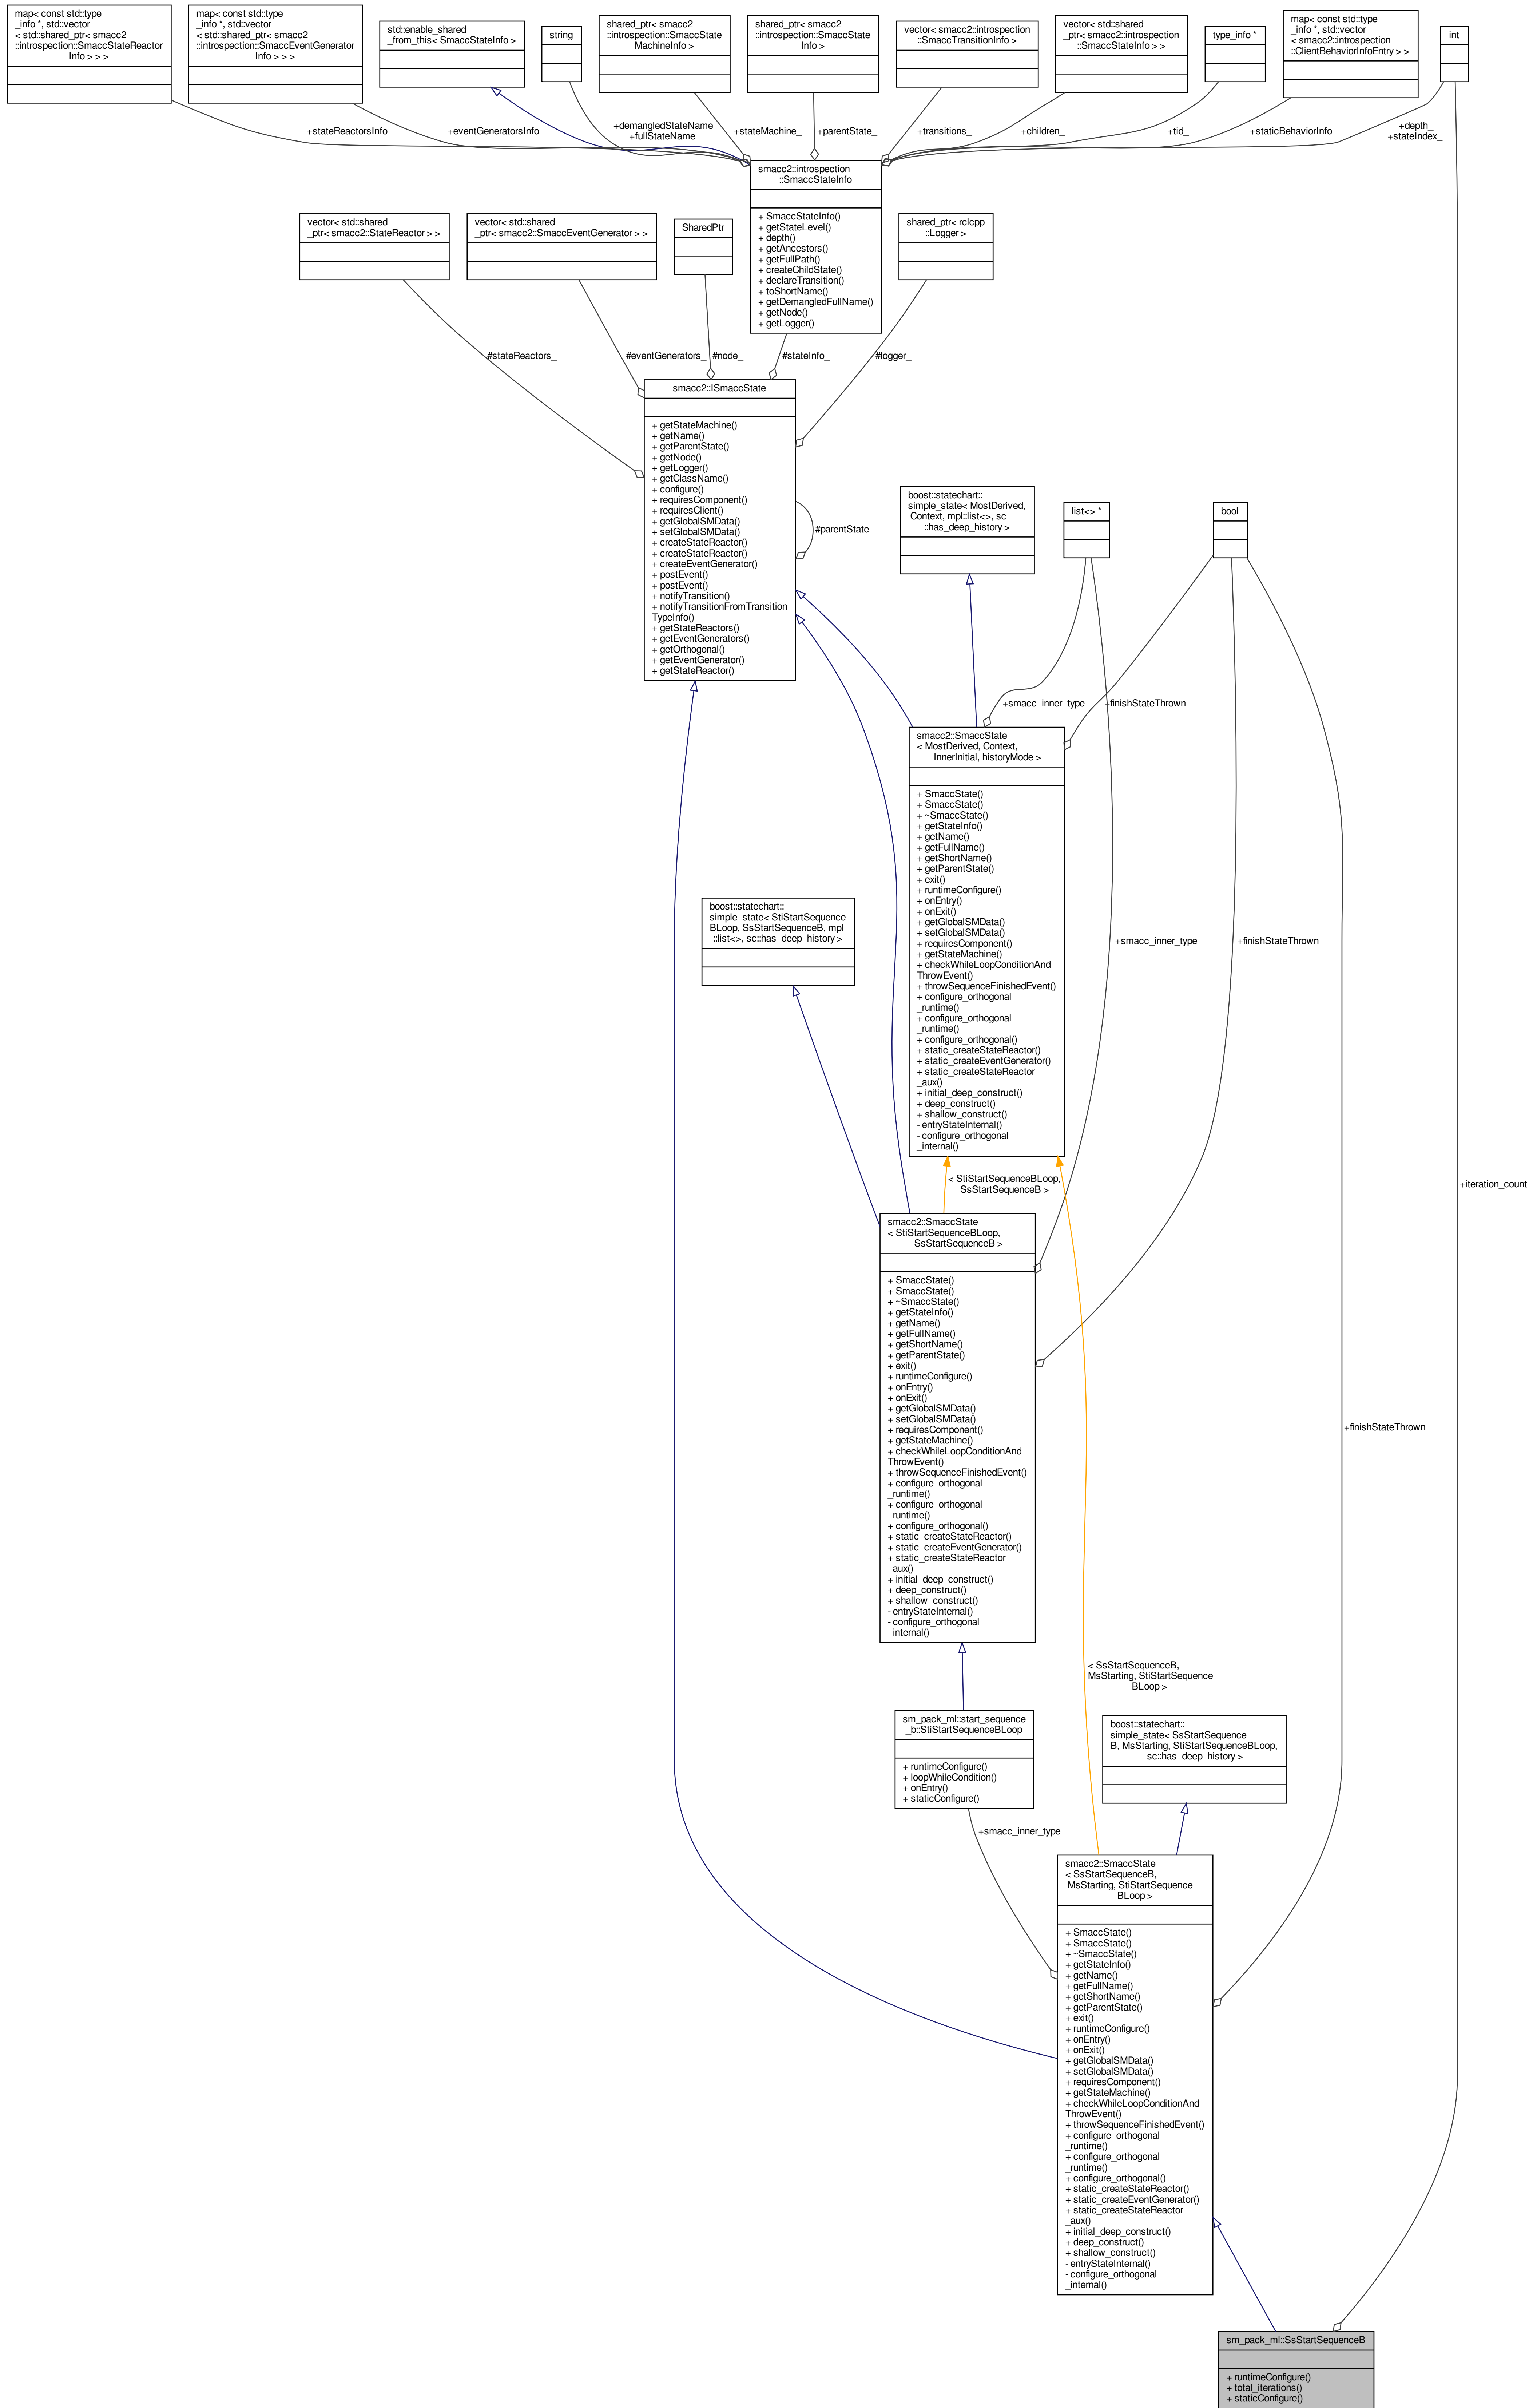 map< const std::type
_info *, std::vector
< std::shared_ptr< smacc2
::introspection::SmaccStateReactor
Info > > >
map< const std::type
_info *, std::vector
< std::shared_ptr< smacc2
::introspection::SmaccEventGenerator
Info > > >
std::enable_shared
_from_this< SmaccStateInfo >
string
shared_ptr< smacc2
::introspection::SmaccState
MachineInfo >
shared_ptr< smacc2
::introspection::SmaccState
Info >
vector< smacc2::introspection
::SmaccTransitionInfo >
vector< std::shared
_ptr< smacc2::introspection
::SmaccStateInfo > >
type_info *
map< const std::type
_info *, std::vector
< smacc2::introspection
::ClientBehaviorInfoEntry > >
int
+stateReactorsInfo
+eventGeneratorsInfo
+demangledStateName
+fullStateName
+stateMachine_
+parentState_
+transitions_
+children_
+tid_
+staticBehaviorInfo
+depth_
+stateIndex_
smacc2::introspection
::SmaccStateInfo
+ SmaccStateInfo()
+ getStateLevel()
+ depth()
+ getAncestors()
+ getFullPath()
+ createChildState()
+ declareTransition()
+ toShortName()
+ getDemangledFullName()
+ getNode()
+ getLogger()
vector< std::shared
_ptr< smacc2::StateReactor > >
vector< std::shared
_ptr< smacc2::SmaccEventGenerator > >
SharedPtr
shared_ptr< rclcpp
::Logger >
#stateReactors_
#eventGenerators_
#node_
#stateInfo_
#logger_
smacc2::ISmaccState
+ getStateMachine()
+ getName()
+ getParentState()
+ getNode()
+ getLogger()
+ getClassName()
+ configure()
+ requiresComponent()
+ requiresClient()
+ getGlobalSMData()
+ setGlobalSMData()
+ createStateReactor()
+ createStateReactor()
+ createEventGenerator()
+ postEvent()
+ postEvent()
+ notifyTransition()
+ notifyTransitionFromTransition
TypeInfo()
+ getStateReactors()
+ getEventGenerators()
+ getOrthogonal()
+ getEventGenerator()
+ getStateReactor()
#parentState_
boost::statechart::
simple_state< MostDerived,
Context, mpl::list<>, sc
::has_deep_history >
list<> *
bool
+smacc_inner_type
+finishStateThrown
smacc2::SmaccState
< MostDerived, Context,
InnerInitial, historyMode >
+ SmaccState()
+ SmaccState()
+ ~SmaccState()
+ getStateInfo()
+ getName()
+ getFullName()
+ getShortName()
+ getParentState()
+ exit()
+ runtimeConfigure()
+ onEntry()
+ onExit()
+ getGlobalSMData()
+ setGlobalSMData()
+ requiresComponent()
+ getStateMachine()
+ checkWhileLoopConditionAnd
ThrowEvent()
+ throwSequenceFinishedEvent()
+ configure_orthogonal
_runtime()
+ configure_orthogonal
_runtime()
+ configure_orthogonal()
+ static_createStateReactor()
+ static_createEventGenerator()
+ static_createStateReactor
_aux()
+ initial_deep_construct()
+ deep_construct()
+ shallow_construct()
- entryStateInternal()
- configure_orthogonal
_internal()
boost::statechart::
simple_state< StiStartSequence
BLoop, SsStartSequenceB, mpl
::list<>, sc::has_deep_history >
+smacc_inner_type
+finishStateThrown
< StiStartSequenceBLoop,
SsStartSequenceB >
+iteration_count
smacc2::SmaccState
< StiStartSequenceBLoop,
SsStartSequenceB >
+ SmaccState()
+ SmaccState()
+ ~SmaccState()
+ getStateInfo()
+ getName()
+ getFullName()
+ getShortName()
+ getParentState()
+ exit()
+ runtimeConfigure()
+ onEntry()
+ onExit()
+ getGlobalSMData()
+ setGlobalSMData()
+ requiresComponent()
+ getStateMachine()
+ checkWhileLoopConditionAnd
ThrowEvent()
+ throwSequenceFinishedEvent()
+ configure_orthogonal
_runtime()
+ configure_orthogonal
_runtime()
+ configure_orthogonal()
+ static_createStateReactor()
+ static_createEventGenerator()
+ static_createStateReactor
_aux()
+ initial_deep_construct()
+ deep_construct()
+ shallow_construct()
- entryStateInternal()
- configure_orthogonal
_internal()
+finishStateThrown
< SsStartSequenceB,
MsStarting, StiStartSequence
BLoop >
sm_pack_ml::start_sequence
_b::StiStartSequenceBLoop
+ runtimeConfigure()
+ loopWhileCondition()
+ onEntry()
+ staticConfigure()
boost::statechart::
simple_state< SsStartSequence
B, MsStarting, StiStartSequenceBLoop,
sc::has_deep_history >
+smacc_inner_type
smacc2::SmaccState
< SsStartSequenceB,
MsStarting, StiStartSequence
BLoop >
+ SmaccState()
+ SmaccState()
+ ~SmaccState()
+ getStateInfo()
+ getName()
+ getFullName()
+ getShortName()
+ getParentState()
+ exit()
+ runtimeConfigure()
+ onEntry()
+ onExit()
+ getGlobalSMData()
+ setGlobalSMData()
+ requiresComponent()
+ getStateMachine()
+ checkWhileLoopConditionAnd
ThrowEvent()
+ throwSequenceFinishedEvent()
+ configure_orthogonal
_runtime()
+ configure_orthogonal
_runtime()
+ configure_orthogonal()
+ static_createStateReactor()
+ static_createEventGenerator()
+ static_createStateReactor
_aux()
+ initial_deep_construct()
+ deep_construct()
+ shallow_construct()
- entryStateInternal()
- configure_orthogonal
_internal()
sm_pack_ml::SsStartSequenceB
+ runtimeConfigure()
+ total_iterations()
+ staticConfigure()